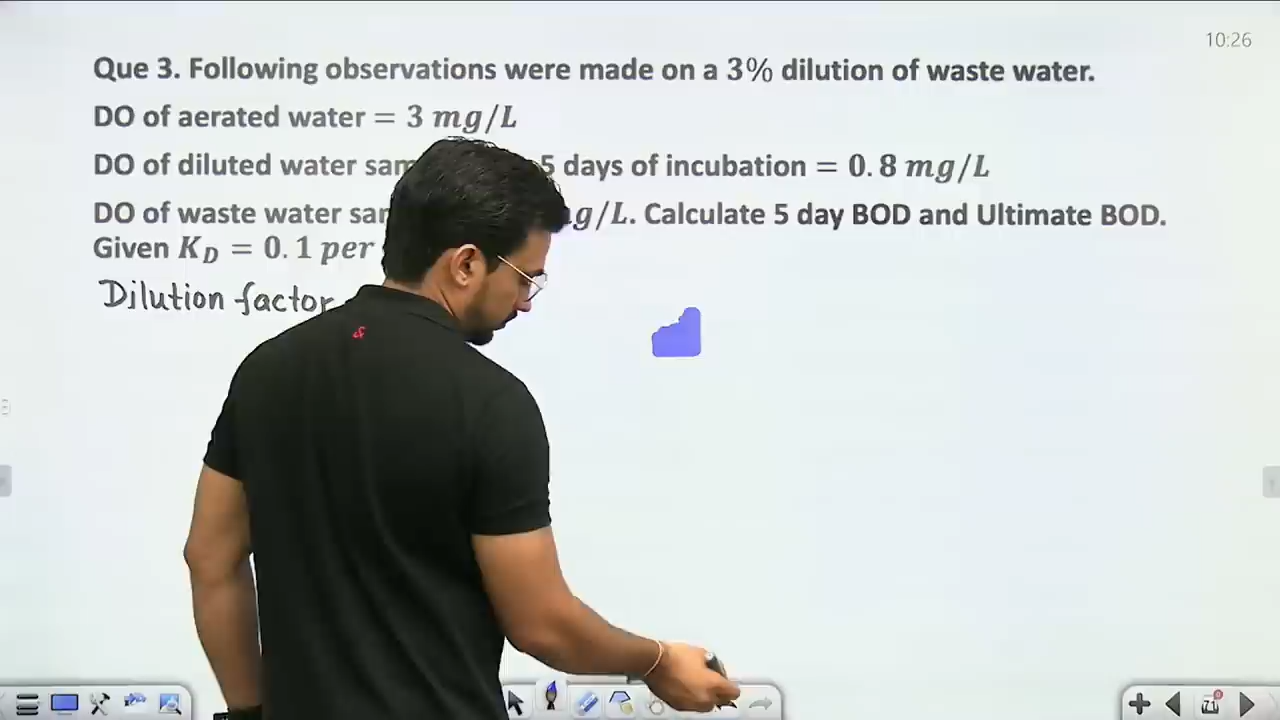 10:26
Que 3. Following observations were made on a 3% dilution of waste water.
DO of aerated water = 3 mg/L
DO of diluted water 5 days of incubation = 0.8 mg/L
DO of waste water g/L. Calculate 5 day BOD and Ultimate BOD.
Given K_D = 0.1 per
Dilution factor
71